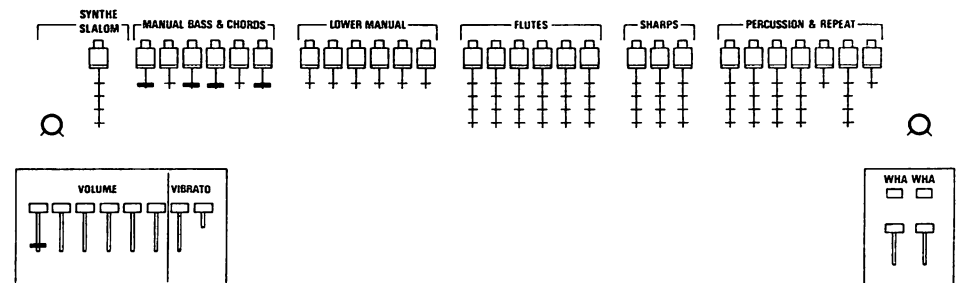 SYNTHE
SLALOM
MANUAL BASS & CHORDS
LOWER MANUAL
FLUTES
SHARPS
PERCUSSION & REPEAT
VOLUME
VIBRATO
WHA WHA